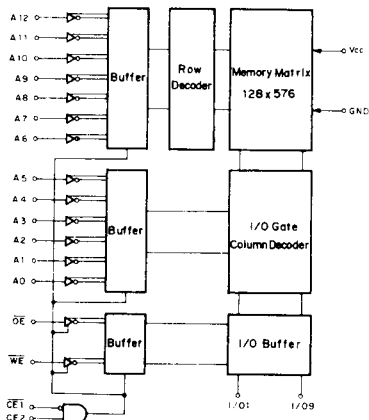 A12
A11
A10
A9
A8
A7
A6
Buffer
Row
Decoder
Memory Matrix
128 x 576
Vcc
GND
A5
A4
A3
A2
A1
A0
Buffer
I/O Gate
Column Decoder
OE
WE
Buffer
I/O Buffer
CE1
CE2
I/O1
I/O9